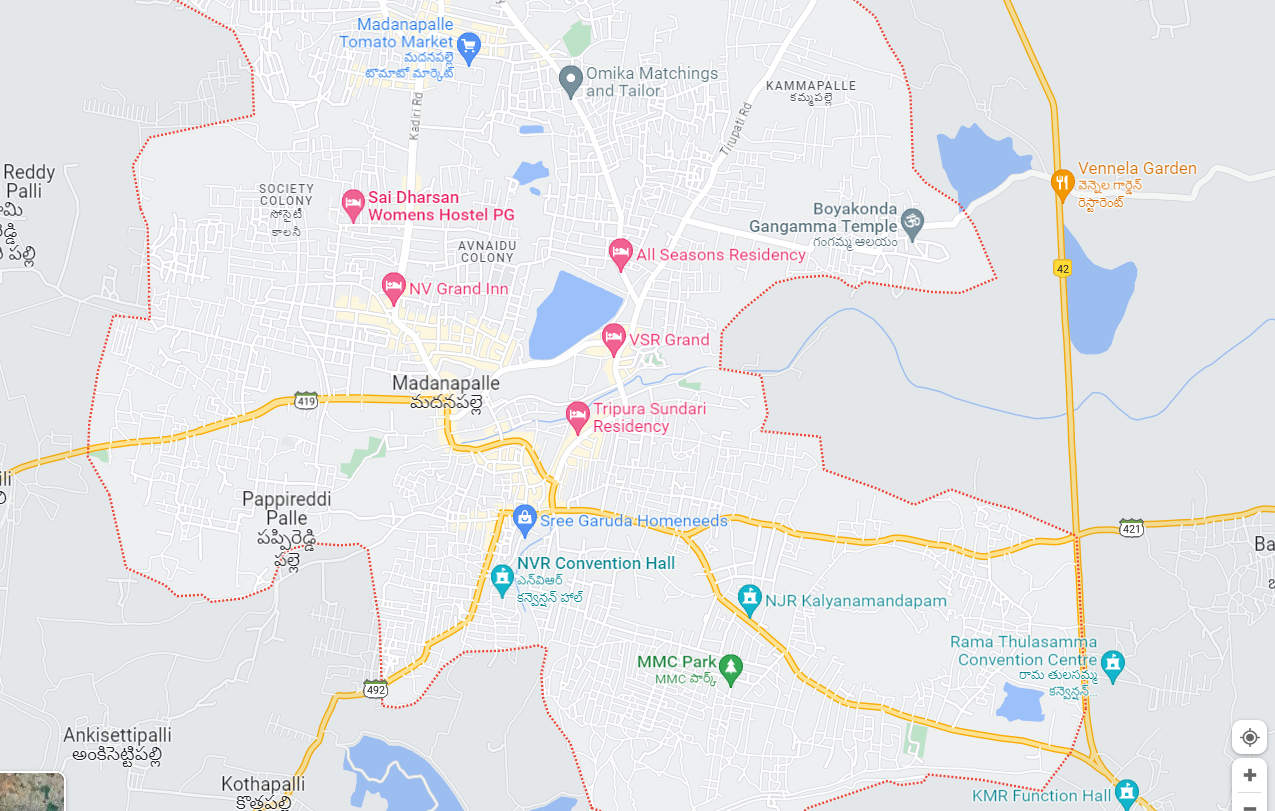 Madanapalle
Tomato Market
మదనపల్లె
టొమాటో మార్కెట్
Omika Matchings
and Tailor
KAMMAPALLE
కమ్మపల్లె
Kadiri Rd
Tirupati Rd
Reddy
Palli
Vennela Garden
వెన్నెల గార్డెన్
రెస్టారెంట్
SOCIETY
COLONY
సోసైటీ
కాలనీ
Sai Dharsan
Womens Hostel PG
Boyakonda
Gangamma Temple
గంగమ్మ ఆలయం
AVNAIDU
COLONY
All Seasons Residency
42
NV Grand Inn
VSR Grand
Madanapalle
మదనపల్లె
419
Tripura Sundari
Residency
Pappireddi
Palle
పప్పిరెడ్డి
పల్లె
Sree Garuda Homeneeds
421
Ba
NVR Convention Hall
ఎన్‌విఆర్
కన్వెన్షన్ హాల్
NJR Kalyanamandapam
Rama Thulasamma
Convention Centre
రామ తులసమ్మ
కన్వెన్షన్...
MMC Park
MMC పార్క్
492
Ankisettipalli
అంకిసెట్టిపల్లి
Kothapalli
కొత్తపల్లి
KMR Function Hall